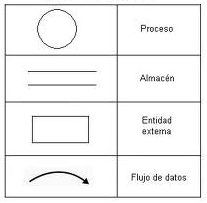 Proceso
Almacén
Entidad
externa
Flujo de datos